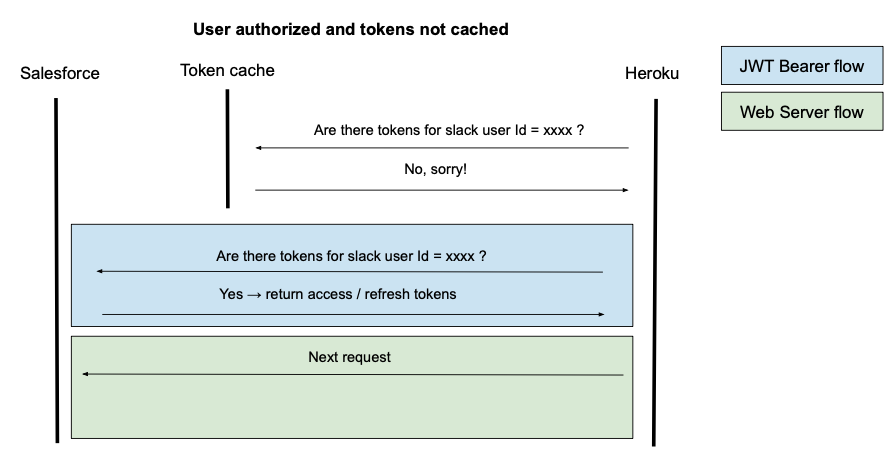 User authorized and tokens not cached
Salesforce
Token cache
Heroku
JWT Bearer flow
Web Server flow
Are there tokens for slack user Id = xxxx ?
No, sorry!
Are there tokens for slack user Id = xxxx ?
Yes → return access / refresh tokens
Next request